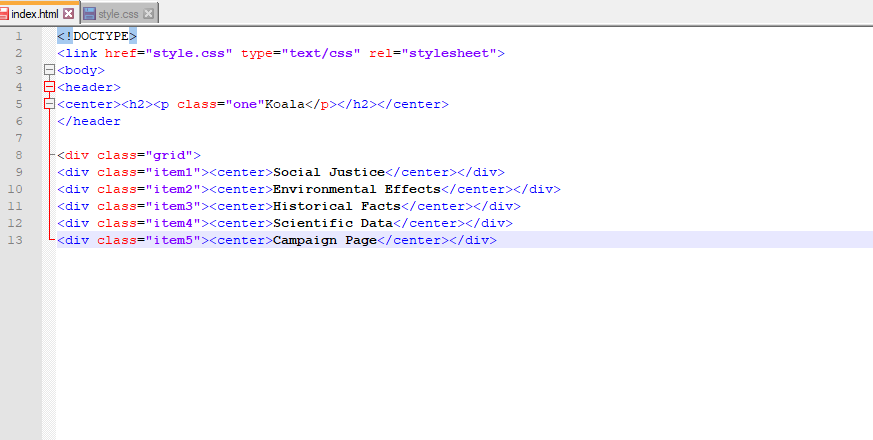 index.html style.css
1 <!DOCTYPE>
2 <link href="style.css" type="text/css" rel="stylesheet">
3 <body>
4 <header>
5 <center><h2><p class="one"Koala</p></h2></center>
6 </header
7
8 <div class="grid">
9 <div class="item1"><center>Social Justice</center></div>
10 <div class="item2"><center>Environmental Effects</center></div>
11 <div class="item3"><center>Historical Facts</center></div>
12 <div class="item4"><center>Scientific Data</center></div>
13 <div class="item5"><center>Campaign Page</center></div>